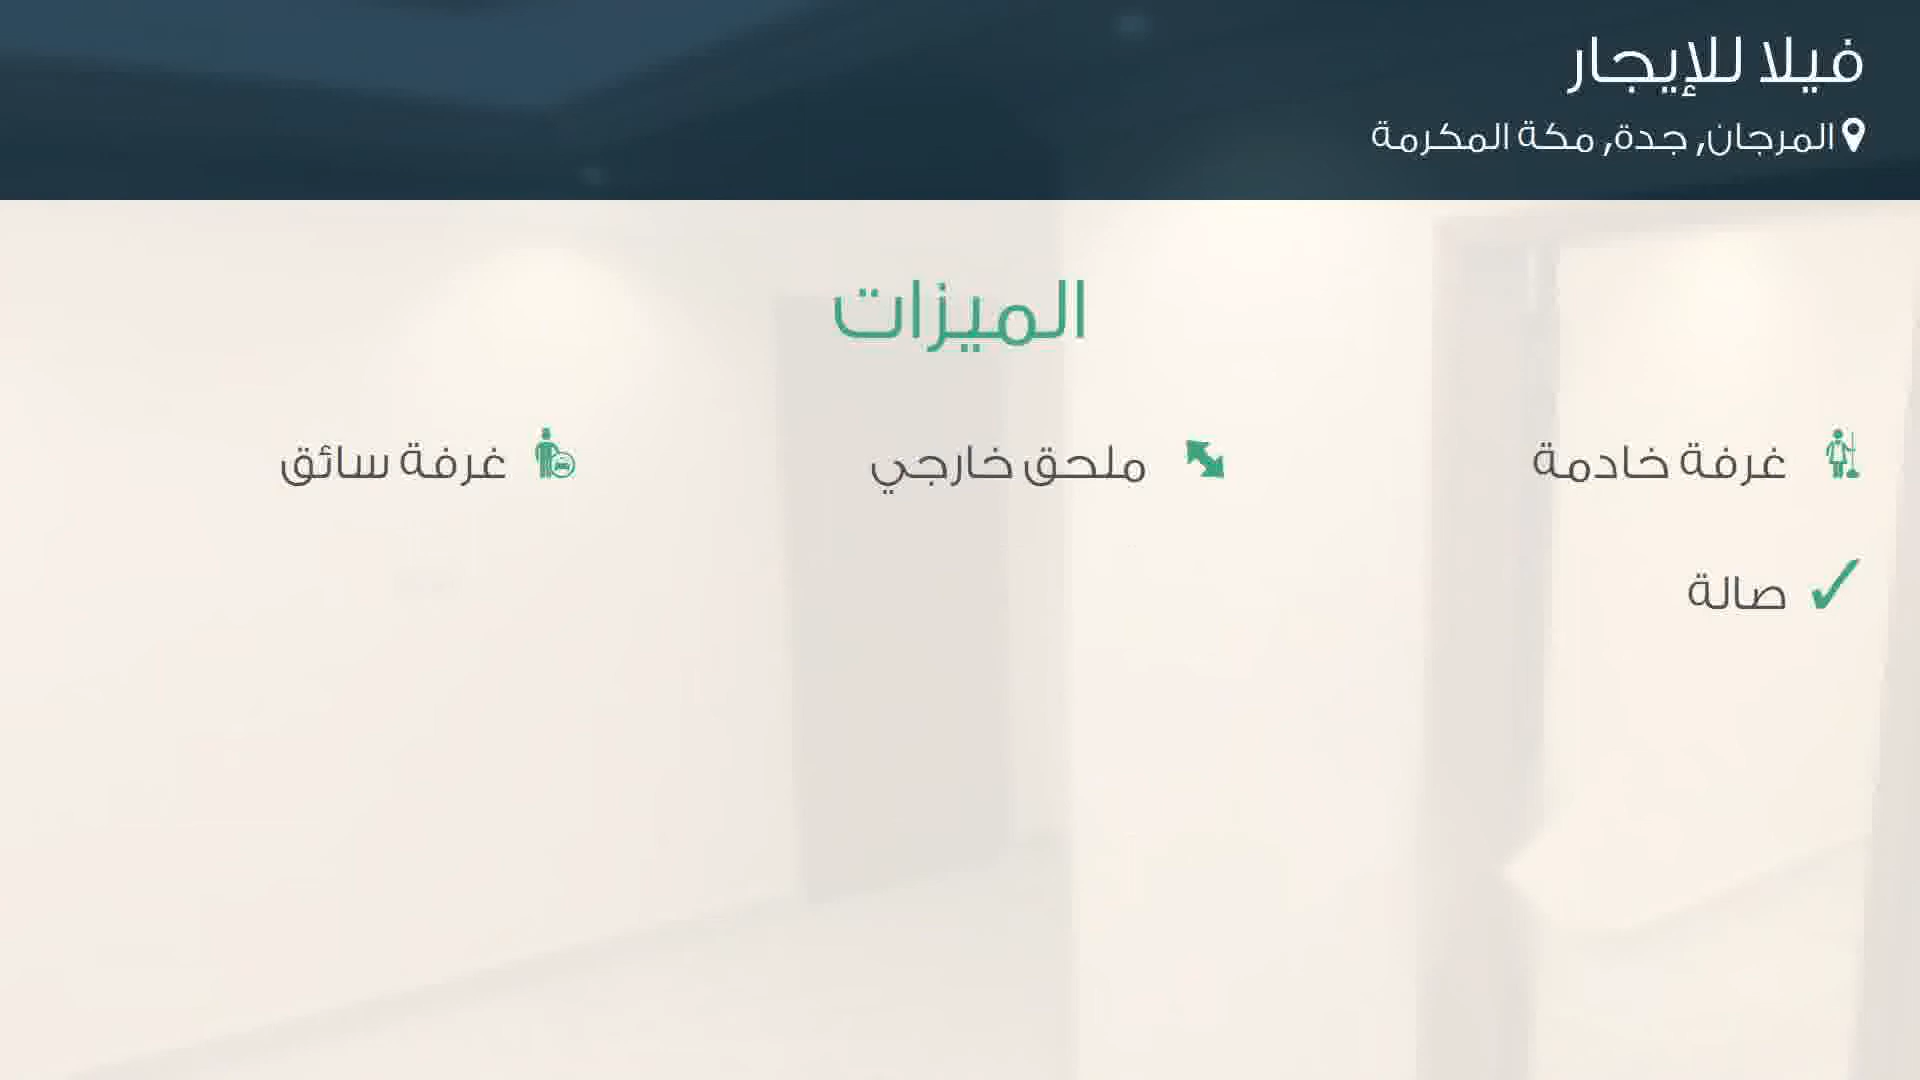 فيلا للإيجار
المرجان, جدة, مكة المكرمة
الميزات
غرفة خادمة
ملحق خارجي
غرفة سائق
صالة